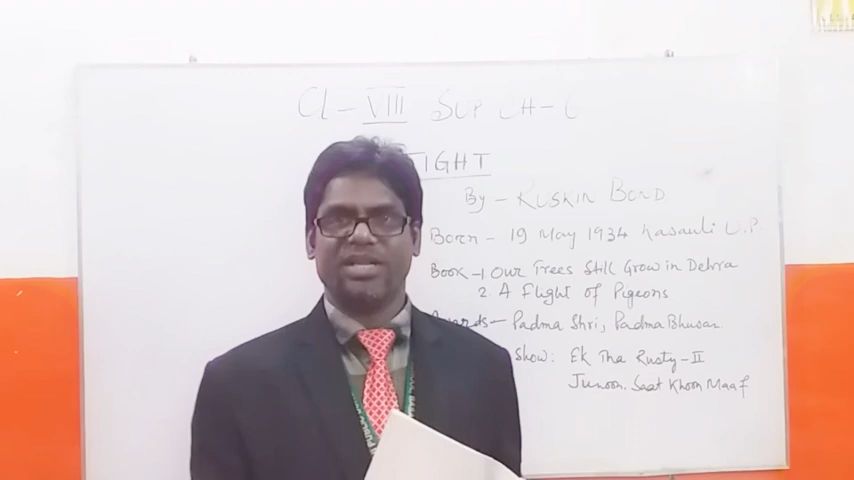 CL - VIII SUP CH - 6
FIGHT
By - RUSKIN BOND
Born - 19 May 1934 Kasauli U.P.
Book - 1 Our Trees Still Grow in Dehra
2. A Flight of Pigeons
Awards - Padma Shri, Padma Bhusan
Show: Ek Tha Rusty - II
Junoon. Saat Khoon Maaf
PUBLIC